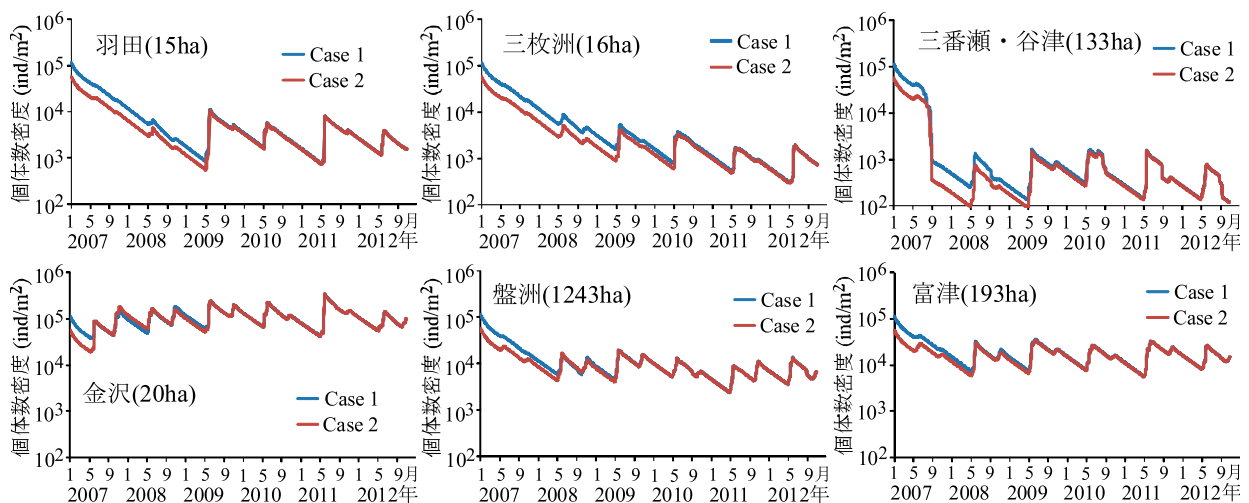 個体数密度 (ind/m²)
10⁶
10⁵
10⁴
10³
10²
羽田(15ha)
Case 1
Case 2
1 5 9 1 5 9 1 5 9 1 5 9 1 5 9 1 5 9月
2007 2008 2009 2010 2011 2012年
個体数密度 (ind/m²)
10⁶
10⁵
10⁴
10³
10²
三枚洲(16ha)
Case 1
Case 2
1 5 9 1 5 9 1 5 9 1 5 9 1 5 9 1 5 9月
2007 2008 2009 2010 2011 2012年
個体数密度 (ind/m²)
10⁶
10⁵
10⁴
10³
10²
三番瀬・谷津(133ha)
Case 1
Case 2
1 5 9 1 5 9 1 5 9 1 5 9 1 5 9 1 5 9月
2007 2008 2009 2010 2011 2012年
個体数密度 (ind/m²)
10⁶
10⁵
10⁴
10³
10²
金沢(20ha)
Case 1
Case 2
1 5 9 1 5 9 1 5 9 1 5 9 1 5 9 1 5 9月
2007 2008 2009 2010 2011 2012年
個体数密度 (ind/m²)
10⁶
10⁵
10⁴
10³
10²
盤洲(1243ha)
Case 1
Case 2
1 5 9 1 5 9 1 5 9 1 5 9 1 5 9 1 5 9月
2007 2008 2009 2010 2011 2012年
個体数密度 (ind/m²)
10⁶
10⁵
10⁴
10³
10²
富津(193ha)
Case 1
Case 2
1 5 9 1 5 9 1 5 9 1 5 9 1 5 9 1 5 9月
2007 2008 2009 2010 2011 2012年